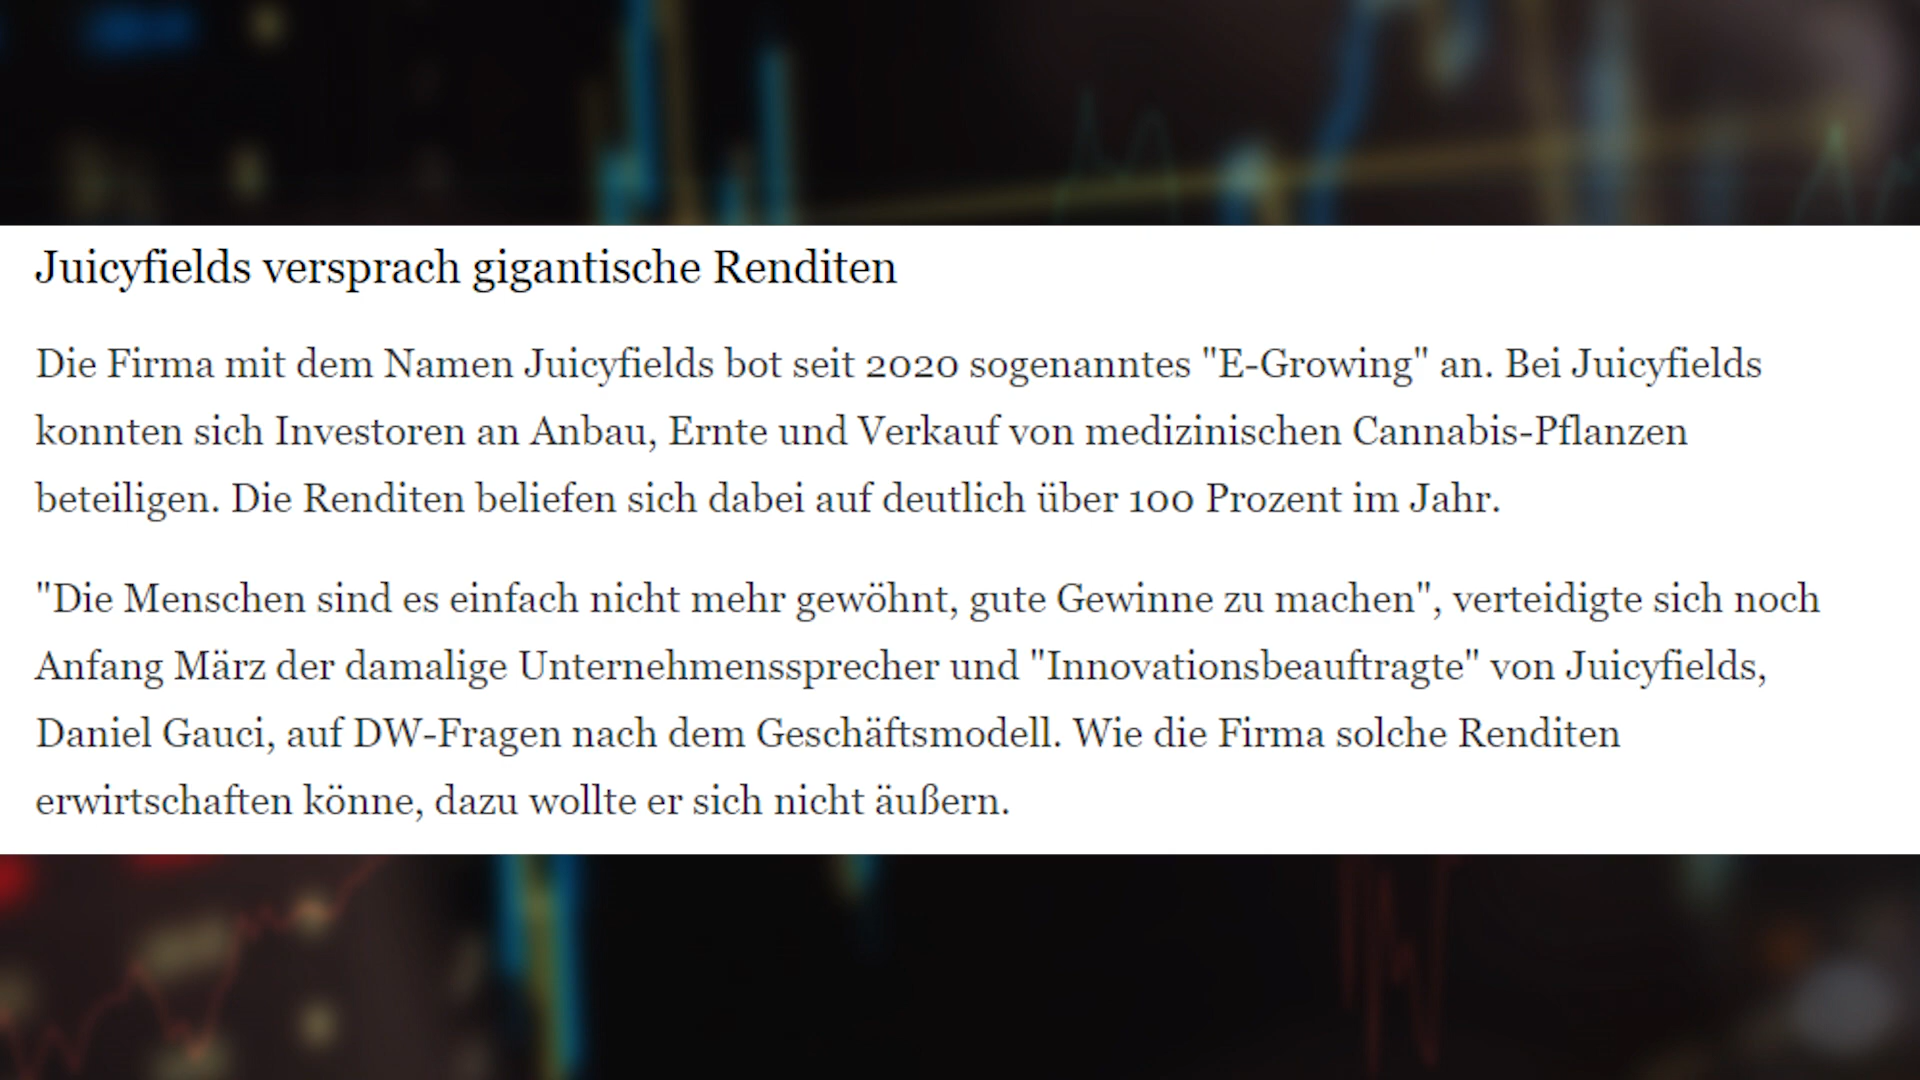 Juicyfields versprach gigantische Renditen
Die Firma mit dem Namen Juicyfields bot seit 2020 sogenanntes "E-Growing" an. Bei Juicyfields
konnten sich Investoren an Anbau, Ernte und Verkauf von medizinischen Cannabis-Pflanzen
beteiligen. Die Renditen beliefen sich dabei auf deutlich über 100 Prozent im Jahr.
"Die Menschen sind es einfach nicht mehr gewöhnt, gute Gewinne zu machen", verteidigte sich noch
Anfang März der damalige Unternehmenssprecher und "Innovationsbeauftragte" von Juicyfields,
Daniel Gauci, auf DW-Fragen nach dem Geschäftsmodell. Wie die Firma solche Renditen
erwirtschaften könne, dazu wollte er sich nicht äußern.